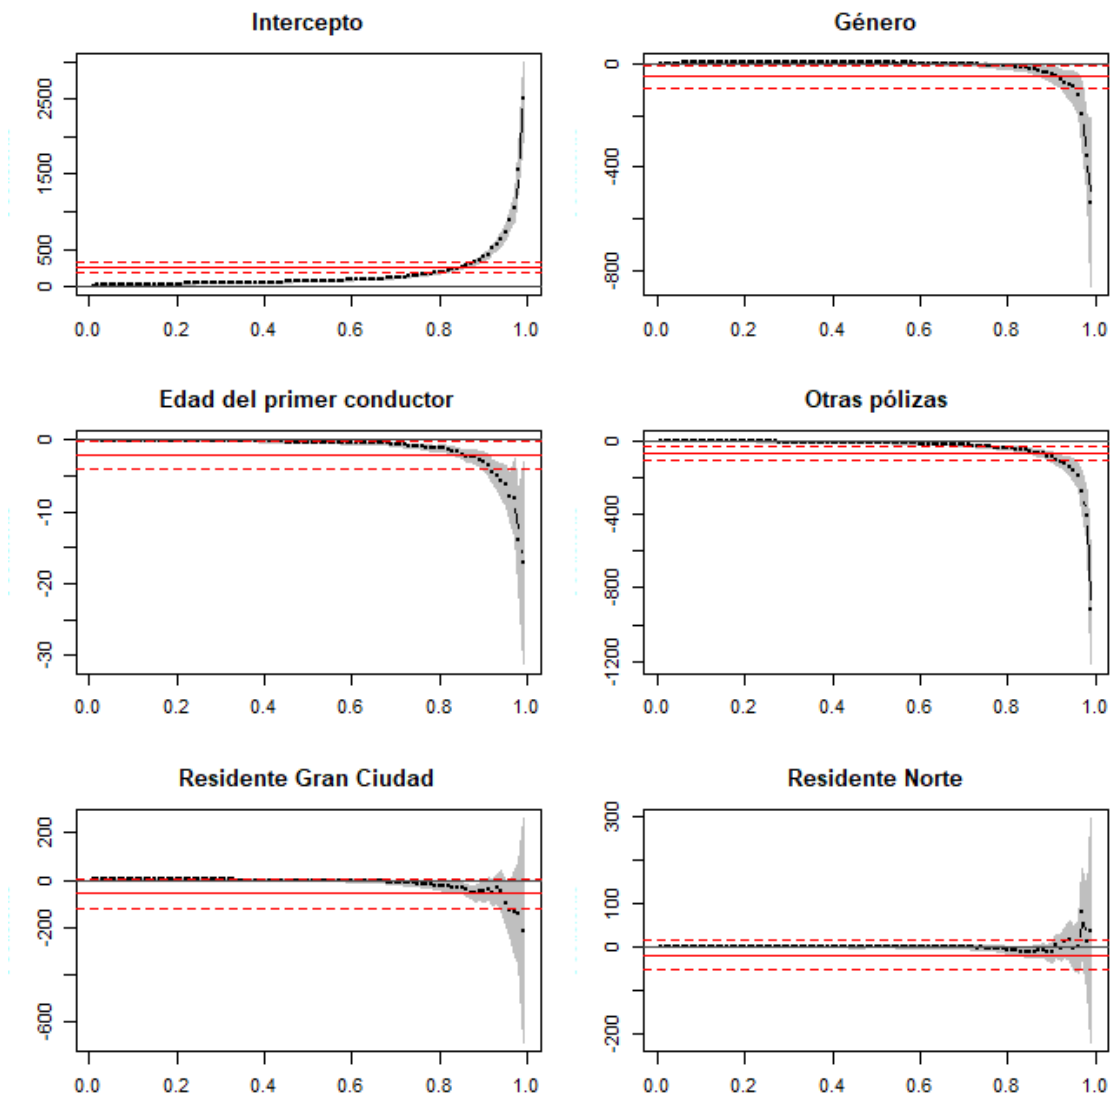 Intercepto
2500
1500
500
0
0.0 0.2 0.4 0.6 0.8 1.0
Género
0
-400
-800
0.0 0.2 0.4 0.6 0.8 1.0
Edad del primer conductor
0
-10
-20
-30
0.0 0.2 0.4 0.6 0.8 1.0
Otras pólizas
0
-400
-800
-1200
0.0 0.2 0.4 0.6 0.8 1.0
Residente Gran Ciudad
200
0
-200
-600
0.0 0.2 0.4 0.6 0.8 1.0
Residente Norte
300
100
0
-200
0.0 0.2 0.4 0.6 0.8 1.0